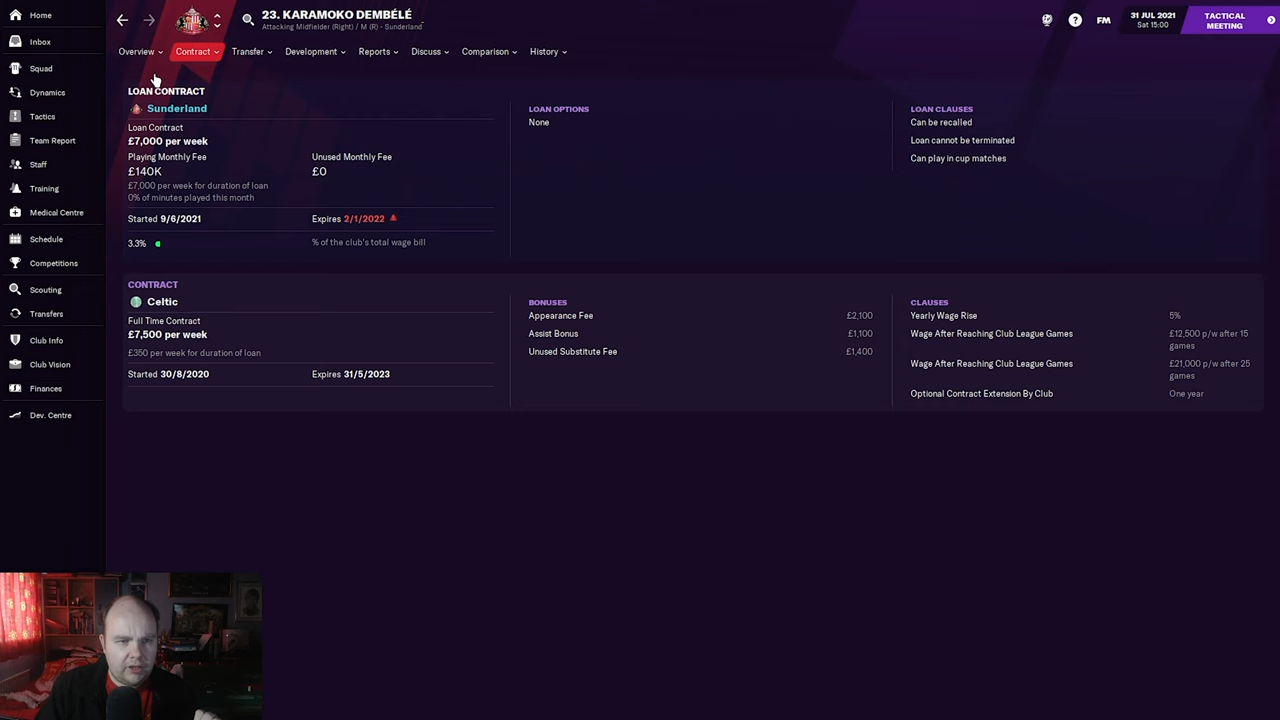 Home
Inbox
Squad
Dynamics
Tactics
Team Report
Staff
Training
Medical Centre
Schedule
Competitions
Scouting
Transfers
Club Info
Club Vision
Finances
Dev. Centre
23. KARAMOKO DEMBÉLÉ
Attacking Midfielder (Right) / M (R) - Sunderland
FM
31 JUL 2021
Sat 15:00
TACTICAL
MEETING
Overview Contract Transfer Development Reports Discuss Comparison History
LOAN CONTRACT
Sunderland
Loan Contract
£7,000 per week
Playing Monthly Fee Unused Monthly Fee
£140K £0
£7,000 per week for duration of loan
0% of minutes played this month
Started 9/6/2021 Expires 2/1/2022
3.3% % of the club's total wage bill
LOAN OPTIONS
None
LOAN CLAUSES
Can be recalled
Loan cannot be terminated
Can play in cup matches
CONTRACT
Celtic
Full Time Contract
£7,500 per week
£350 per week for duration of loan
Started 30/8/2020 Expires 31/5/2023
BONUSES
Appearance Fee £2,100
Assist Bonus £1,100
Unused Substitute Fee £1,400
CLAUSES
Yearly Wage Rise 5%
Wage After Reaching Club League Games £12,500 p/w after 15
games
Wage After Reaching Club League Games £21,000 p/w after 25
games
Optional Contract Extension By Club One year